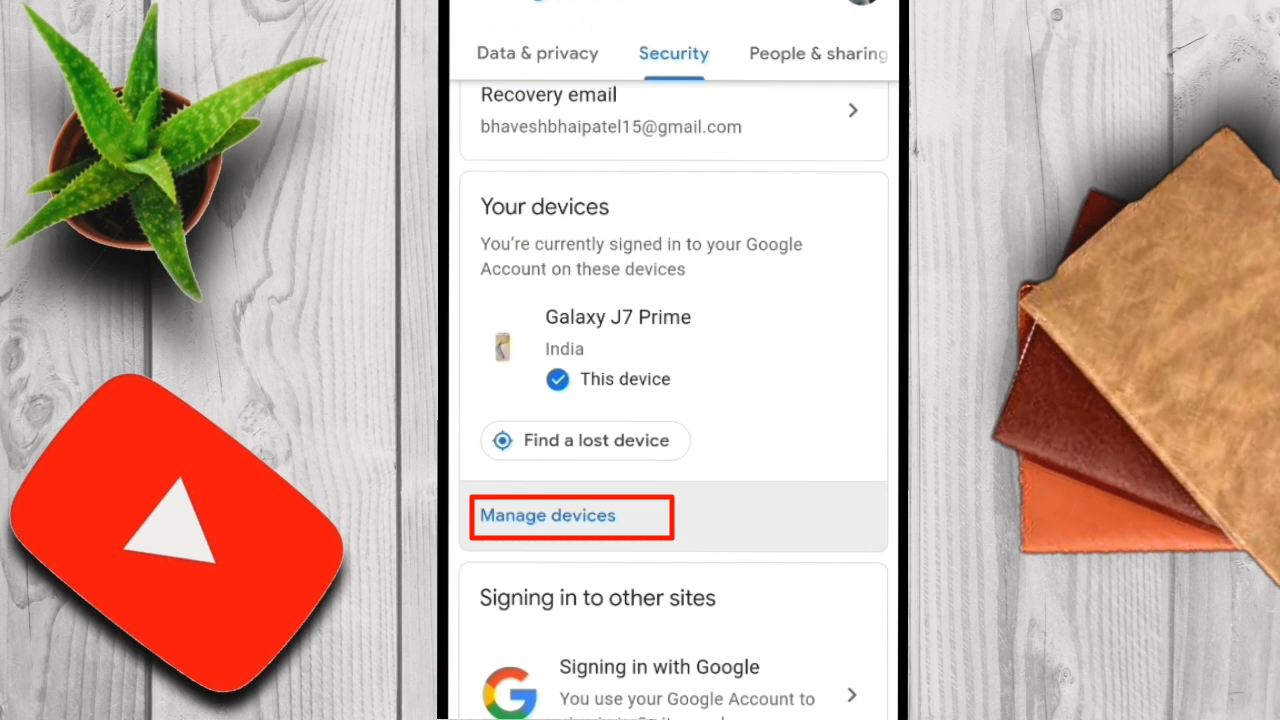 Data & privacy
Security
People & sharing
Recovery email
bhaveshbhaipatel15@gmail.com
Your devices
You're currently signed in to your Google
Account on these devices
Galaxy J7 Prime
India
This device
Find a lost device
Manage devices
Signing in to other sites
Signing in with Google
You use your Google Account to